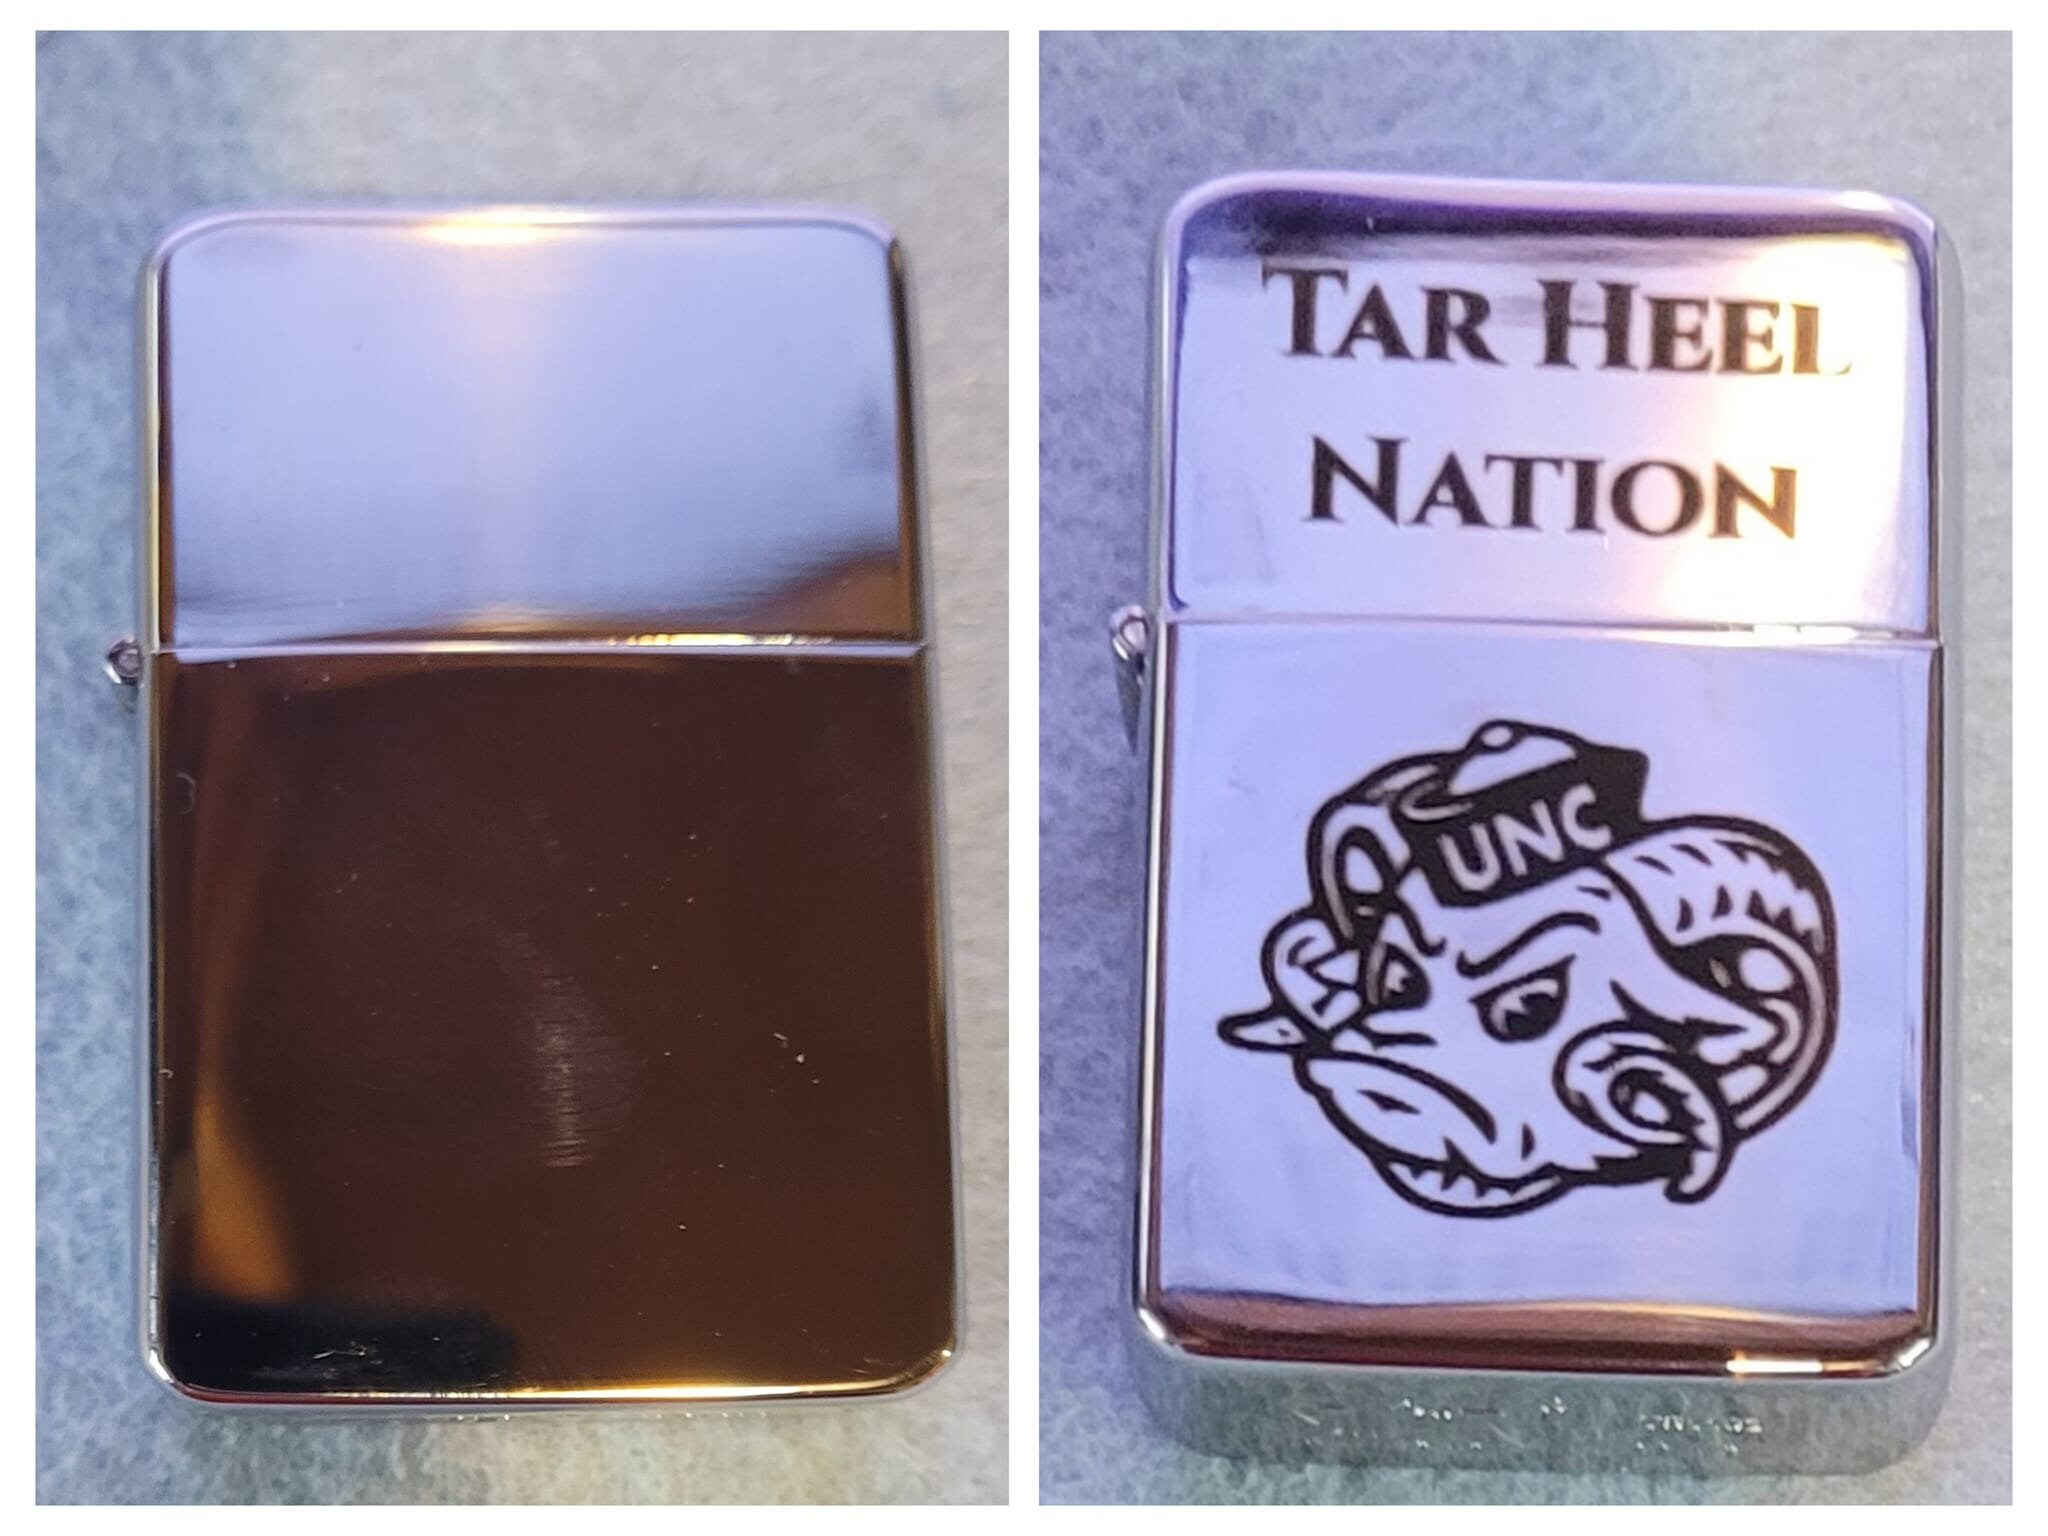 Tar Heel
Nation
UNC